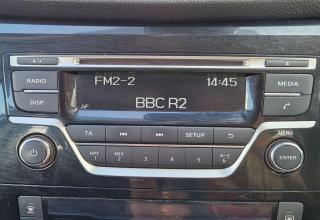 RADIO
FM2-2 14:45
MEDIA
DISP
AF BBC R2
TA SETUP
MENU
RPT 1 MIX 2 3 4 5 6 A-Z
ENTER